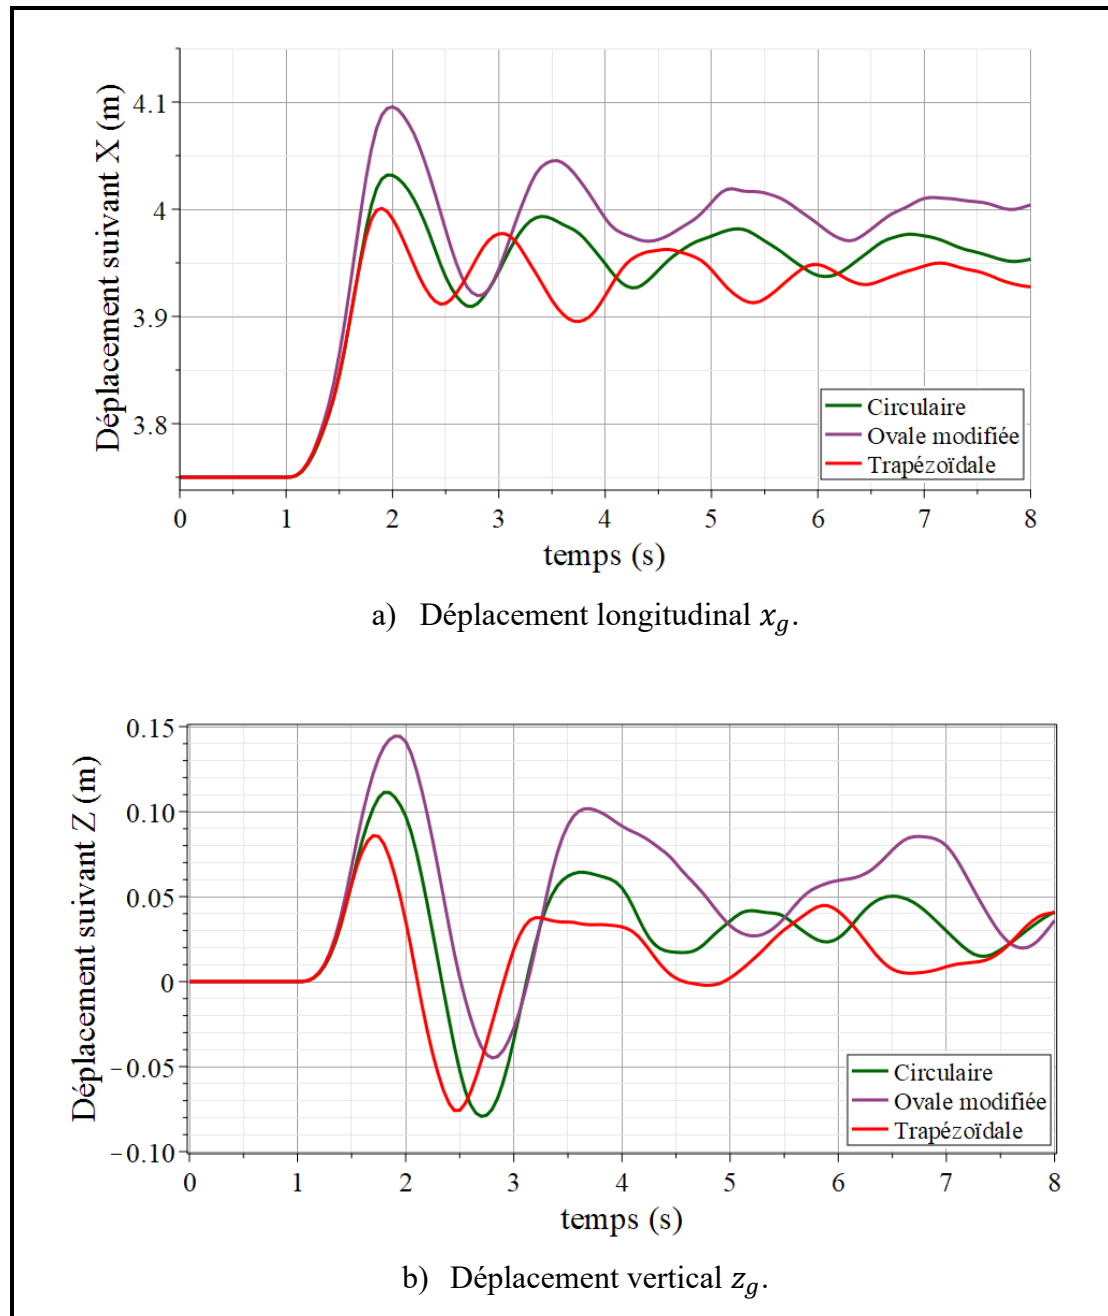 Déplacement suivant X (m)
4.1
4
3.9
3.8
0 1 2 3 4 5 6 7 8
temps (s)
Circulaire
Ovale modifiée
Trapézoïdale
a) Déplacement longitudinal x_g.
Déplacement suivant Z (m)
0.15
0.10
0.05
0
−0.05
−0.10
0 1 2 3 4 5 6 7 8
temps (s)
Circulaire
Ovale modifiée
Trapézoïdale
b) Déplacement vertical z_g.